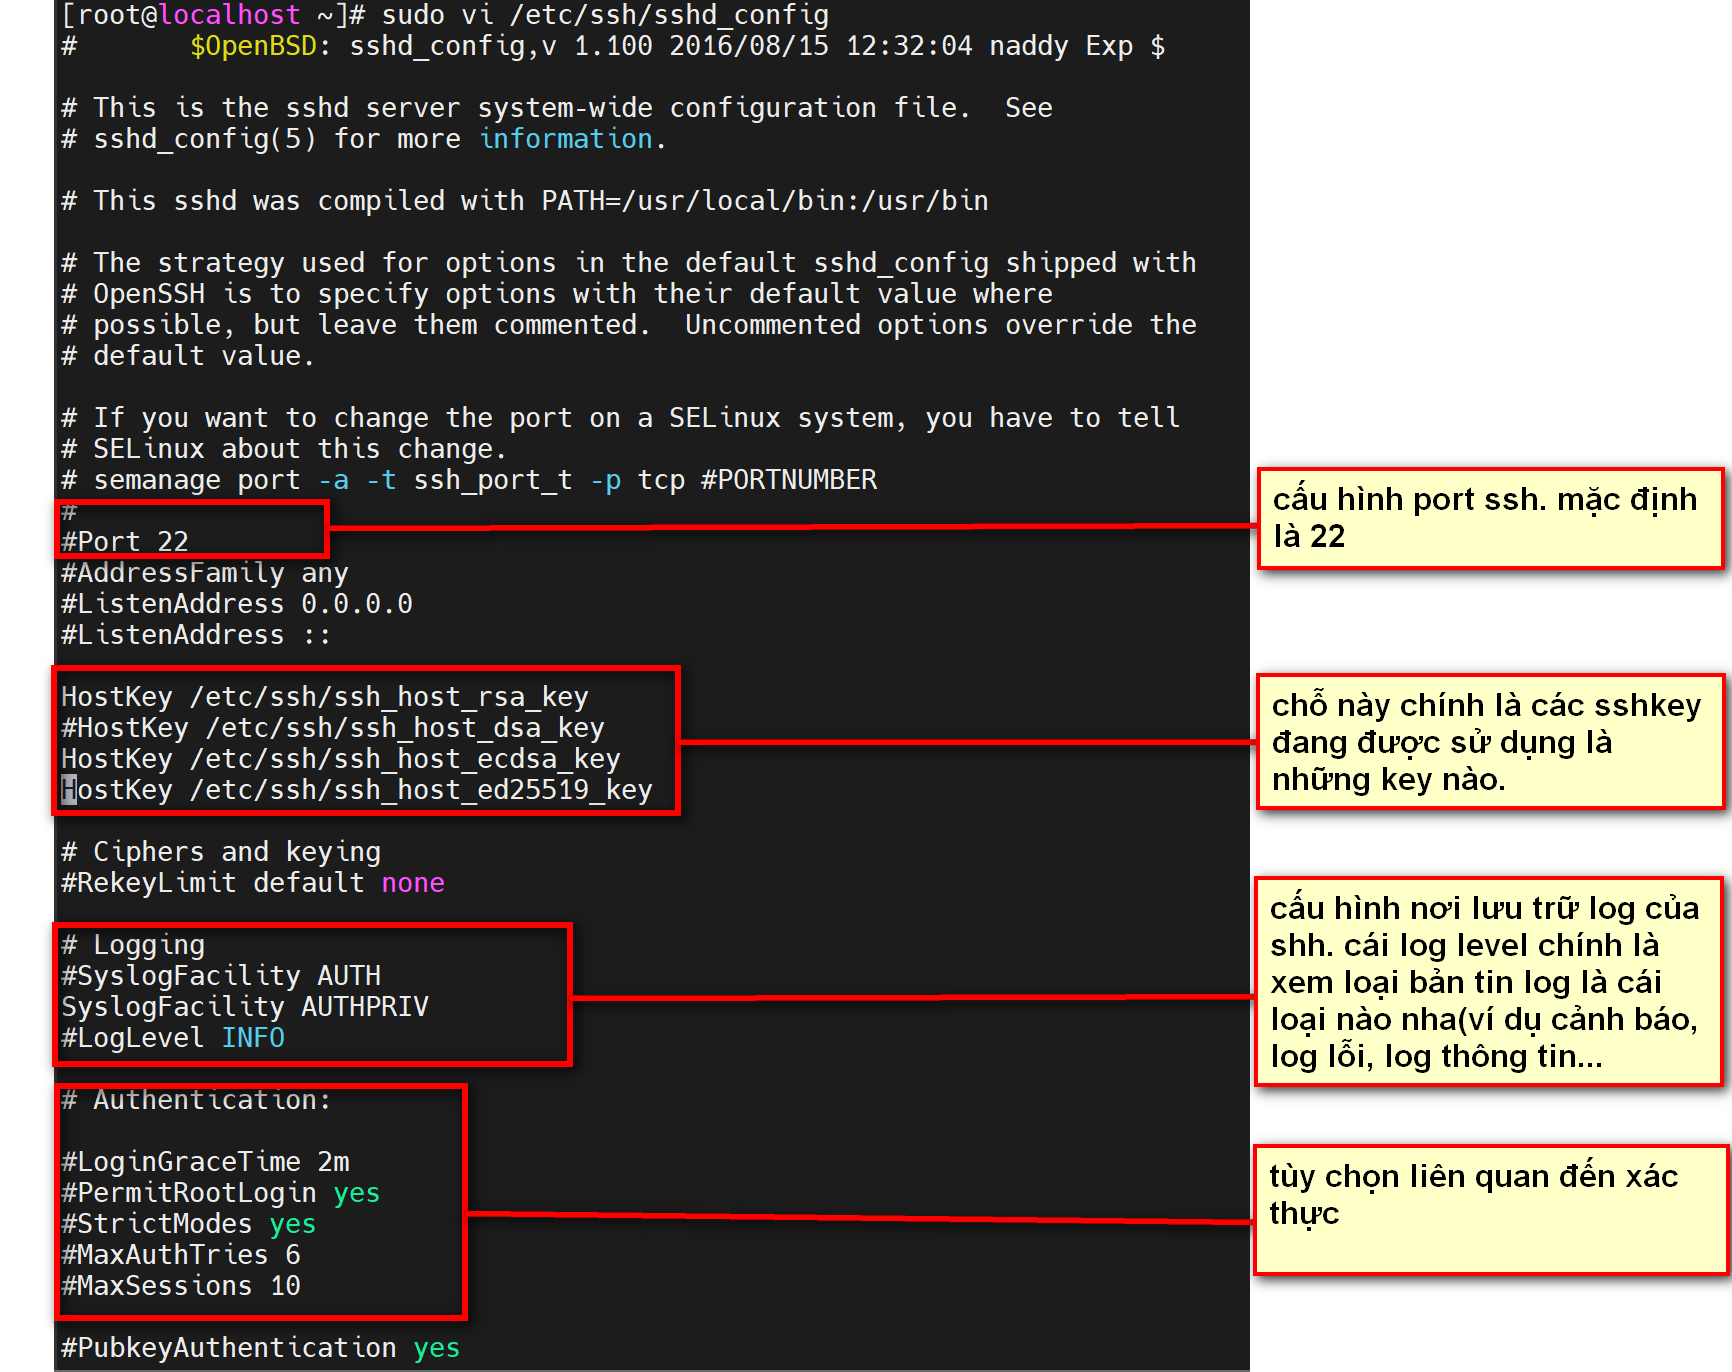 [root@localhost ~]# sudo vi /etc/ssh/sshd_config
#       $OpenBSD: sshd_config,v 1.100 2016/08/15 12:32:04 naddy Exp $
# This is the sshd server system-wide configuration file.  See
# sshd_config(5) for more information.
# This sshd was compiled with PATH=/usr/local/bin:/usr/bin
# The strategy used for options in the default sshd_config shipped with
# OpenSSH is to specify options with their default value where
# possible, but leave them commented.  Uncommented options override the
# default value.
# If you want to change the port on a SELinux system, you have to tell
# SELinux about this change.
# semanage port -a -t ssh_port_t -p tcp #PORTNUMBER
#
#Port 22
#AddressFamily any
#ListenAddress 0.0.0.0
#ListenAddress ::
HostKey /etc/ssh/ssh_host_rsa_key
#HostKey /etc/ssh/ssh_host_dsa_key
HostKey /etc/ssh/ssh_host_ecdsa_key
HostKey /etc/ssh/ssh_host_ed25519_key
# Ciphers and keying
#RekeyLimit default none
# Logging
#SyslogFacility AUTH
SyslogFacility AUTHPRIV
#LogLevel INFO
# Authentication:
#LoginGraceTime 2m
#PermitRootLogin yes
#StrictModes yes
#MaxAuthTries 6
#MaxSessions 10
#PubkeyAuthentication yes
cấu hình port ssh. mặc định
là 22
chỗ này chính là các sshkey
đang được sử dụng là
những key nào.
cấu hình nơi lưu trữ log của
shh. cái log level chính là
xem loại bản tin log là cái
loại nào nha(ví dụ cảnh báo,
log lỗi, log thông tin...
tùy chọn liên quan đến xác
thực